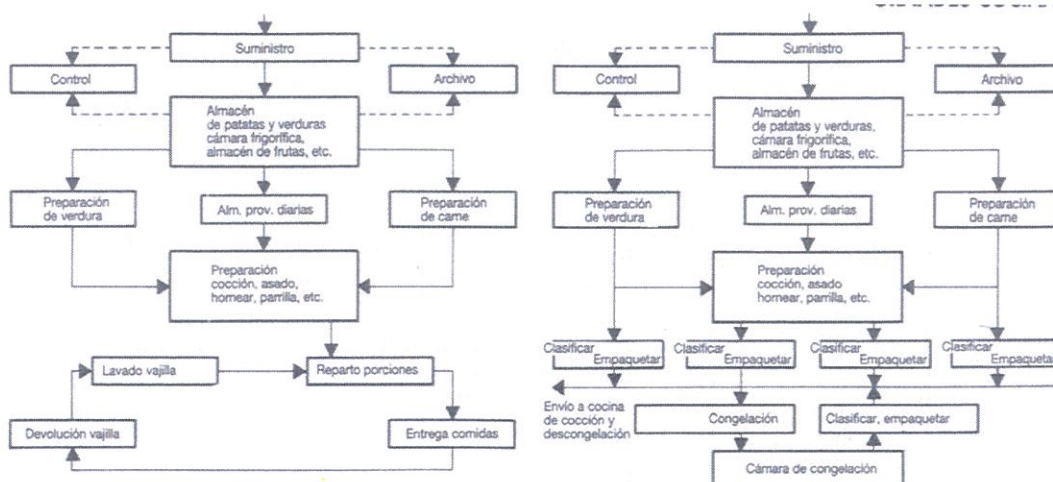 Suministro
Control
Archivo
Almacén
de patatas y verduras
cámara frigorífica,
almacén de frutas, etc.
Preparación
de verdura
Alm. prov. diarias
Preparación
de carne
Preparación
cocción, asado,
hornear, parrilla, etc.
Lavado vajilla
Reparto porciones
Devolución vajilla
Entrega comidas
Suministro
Control
Archivo
Almacén
de patatas y verduras,
cámara frigorífica,
almacén de frutas, etc.
Preparación
de verdura
Alm. prov. diarias
Preparación
de carne
Preparación
cocción, asado
hornear, parrilla, etc.
Clasificar
Empaquetar
Clasificar
Empaquetar
Clasificar
Empaquetar
Clasificar
Empaquetar
Envío a cocina
de cocción y
descongelación
Congelación
Clasificar, empaquetar
Cámara de congelación